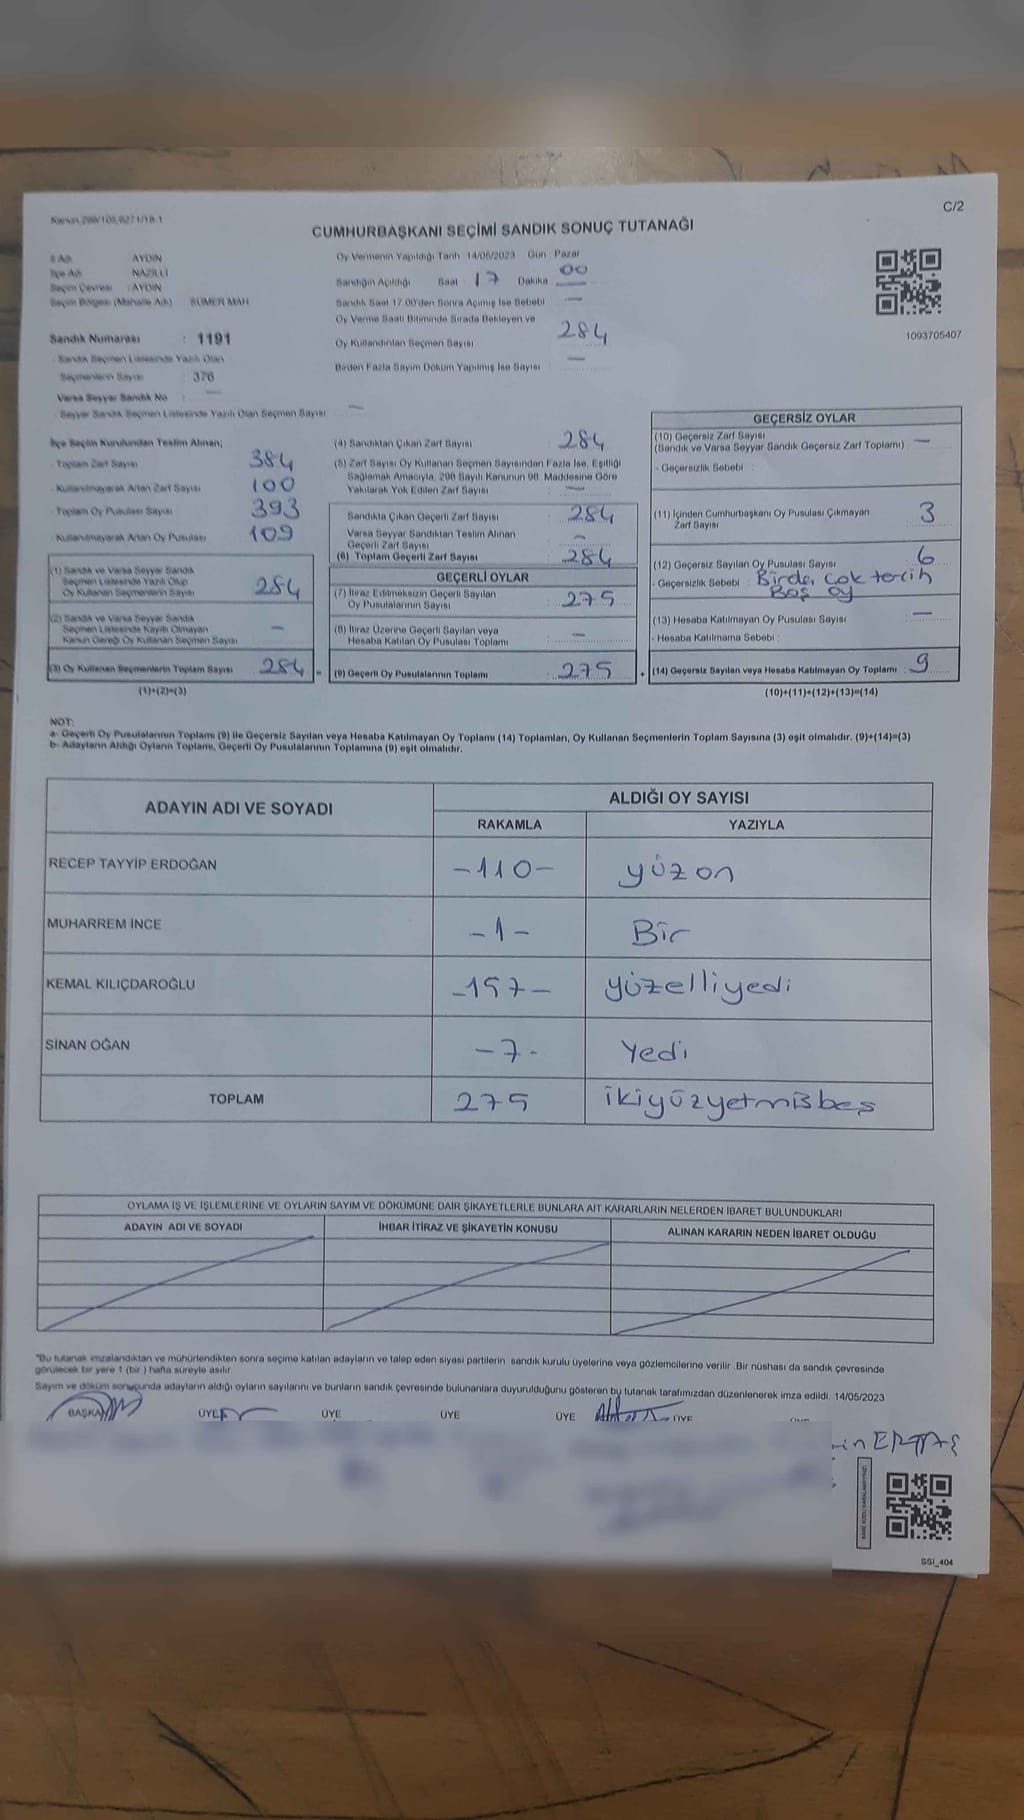 C/2
CUMHURBAŞKANI SEÇİMİ SANDIK SONUÇ TUTANAĞI
İl Adı : AYDIN
İlçe Adı : NAZİLLİ
Seçim Çevresi : AYDIN
Seçim Bölgesi (Mahalle Adı) : SÜMER MAH
Sandık Numarası : 1191
- Sandık Seçmen Listesinde Yazılı Olan
Seçmenlerin Sayısı : 376
Varsa Seyyar Sandık No : —
- Seyyar Sandık Seçmen Listesinde Yazılı Olan Seçmen Sayısı : —
Oy Vermenin Yapıldığı Tarih 14/05/2023 Gün Pazar
Sandığın Açıldığı Saat 17 Dakika 00
Sandık Saat 17.00'den Sonra Açılmış İse Sebebi : —
Oy Verme Saati Bitiminde Sırada Bekleyen ve
Oy Kullandırılan Seçmen Sayısı : 284
Birden Fazla Sayım Döküm Yapılmış İse Sayısı : —
1093705407
İlçe Seçim Kurulundan Teslim Alınan;
- Toplam Zarf Sayısı 384
- Kullanılmayarak Artan Zarf Sayısı 100
- Toplam Oy Pusulası Sayısı 393
- Kullanılmayarak Artan Oy Pusulası 109
(1) Sandık ve Varsa Seyyar Sandık
Seçmen Listesinde Yazılı Olup
Oy Kullanan Seçmenlerin Sayısı 284
(2) Sandık ve Varsa Seyyar Sandık
Seçmen Listesinde Kayıtlı Olmayan
Kanun Gereği Oy Kullanan Seçmen Sayısı —
(3) Oy Kullanan Seçmenlerin Toplam Sayısı 284 =
(1)+(2)=(3)
(4) Sandıktan Çıkan Zarf Sayısı : 284
(5) Zarf Sayısı Oy Kullanan Seçmen Sayısından Fazla İse, Eşitliği
Sağlamak Amacıyla, 298 Sayılı Kanunun 98. Maddesine Göre
Yakılarak Yok Edilen Zarf Sayısı : —
Sandıkta Çıkan Geçerli Zarf Sayısı : 284
Varsa Seyyar Sandıktan Teslim Alınan
Geçerli Zarf Sayısı : —
(6) Toplam Geçerli Zarf Sayısı : 284
GEÇERLİ OYLAR
(7) İtiraz Edilmeksizin Geçerli Sayılan
Oy Pusulalarının Sayısı : 275
(8) İtiraz Üzerine Geçerli Sayılan veya
Hesaba Katılan Oy Pusulası Toplamı : —
(9) Geçerli Oy Pusulalarının Toplamı : 275 +
GEÇERSİZ OYLAR
(10) Geçersiz Zarf Sayısı
(Sandık ve Varsa Seyyar Sandık Geçersiz Zarf Toplamı) : —
- Geçersizlik Sebebi :
(11) İçinden Cumhurbaşkanı Oy Pusulası Çıkmayan
Zarf Sayısı : 3
(12) Geçersiz Sayılan Oy Pusulası Sayısı : 6
- Geçersizlik Sebebi : Birden çok tercih
Boş oy
(13) Hesaba Katılmayan Oy Pusulası Sayısı : —
- Hesaba Katılmama Sebebi :
(14) Geçersiz Sayılan veya Hesaba Katılmayan Oy Toplamı : 9
(10)+(11)+(12)+(13)=(14)
NOT:
a- Geçerli Oy Pusulalarının Toplamı (9) ile Geçersiz Sayılan veya Hesaba Katılmayan Oy Toplamı (14) Toplamları, Oy Kullanan Seçmenlerin Toplam Sayısına (3) eşit olmalıdır. (9)+(14)=(3)
b- Adayların Aldığı Oyların Toplamı, Geçerli Oy Pusulalarının Toplamına (9) eşit olmalıdır.
ADAYIN ADI VE SOYADI ALDIĞI OY SAYISI
RAKAMLA YAZIYLA
RECEP TAYYİP ERDOĞAN -110- yüzon
MUHARREM İNCE -1- Bir
KEMAL KILIÇDAROĞLU -157- yüzelliyedi
SİNAN OĞAN -7- Yedi
TOPLAM 275 ikiyüzyetmişbeş
OYLAMA İŞ VE İŞLEMLERİNE VE OYLARIN SAYIM VE DÖKÜMÜNE DAİR ŞİKAYETLERLE BUNLARA AİT KARARLARIN NELERDEN İBARET BULUNDUKLARI
ADAYIN ADI VE SOYADI İHBAR İTİRAZ VE ŞİKAYETİN KONUSU ALINAN KARARIN NEDEN İBARET OLDUĞU
"Bu tutanak imzalandıktan ve mühürlendikten sonra seçime katılan adayların ve talep eden siyasi partilerin sandık kurulu üyelerine veya gözlemcilerine verilir. Bir nüshası da sandık çevresinde
görülecek bir yere 1 (bir) hafta süreyle asılır.
Sayım ve döküm sonucunda adayların aldığı oyların sayılarını ve bunların sandık çevresinde bulunanlara duyurulduğunu gösteren bu tutanak tarafımızdan düzenlenerek imza edildi. 14/05/2023
BAŞKAN ÜYE ÜYE ÜYE ÜYE ÜYE
ERTAŞ
SSI_404